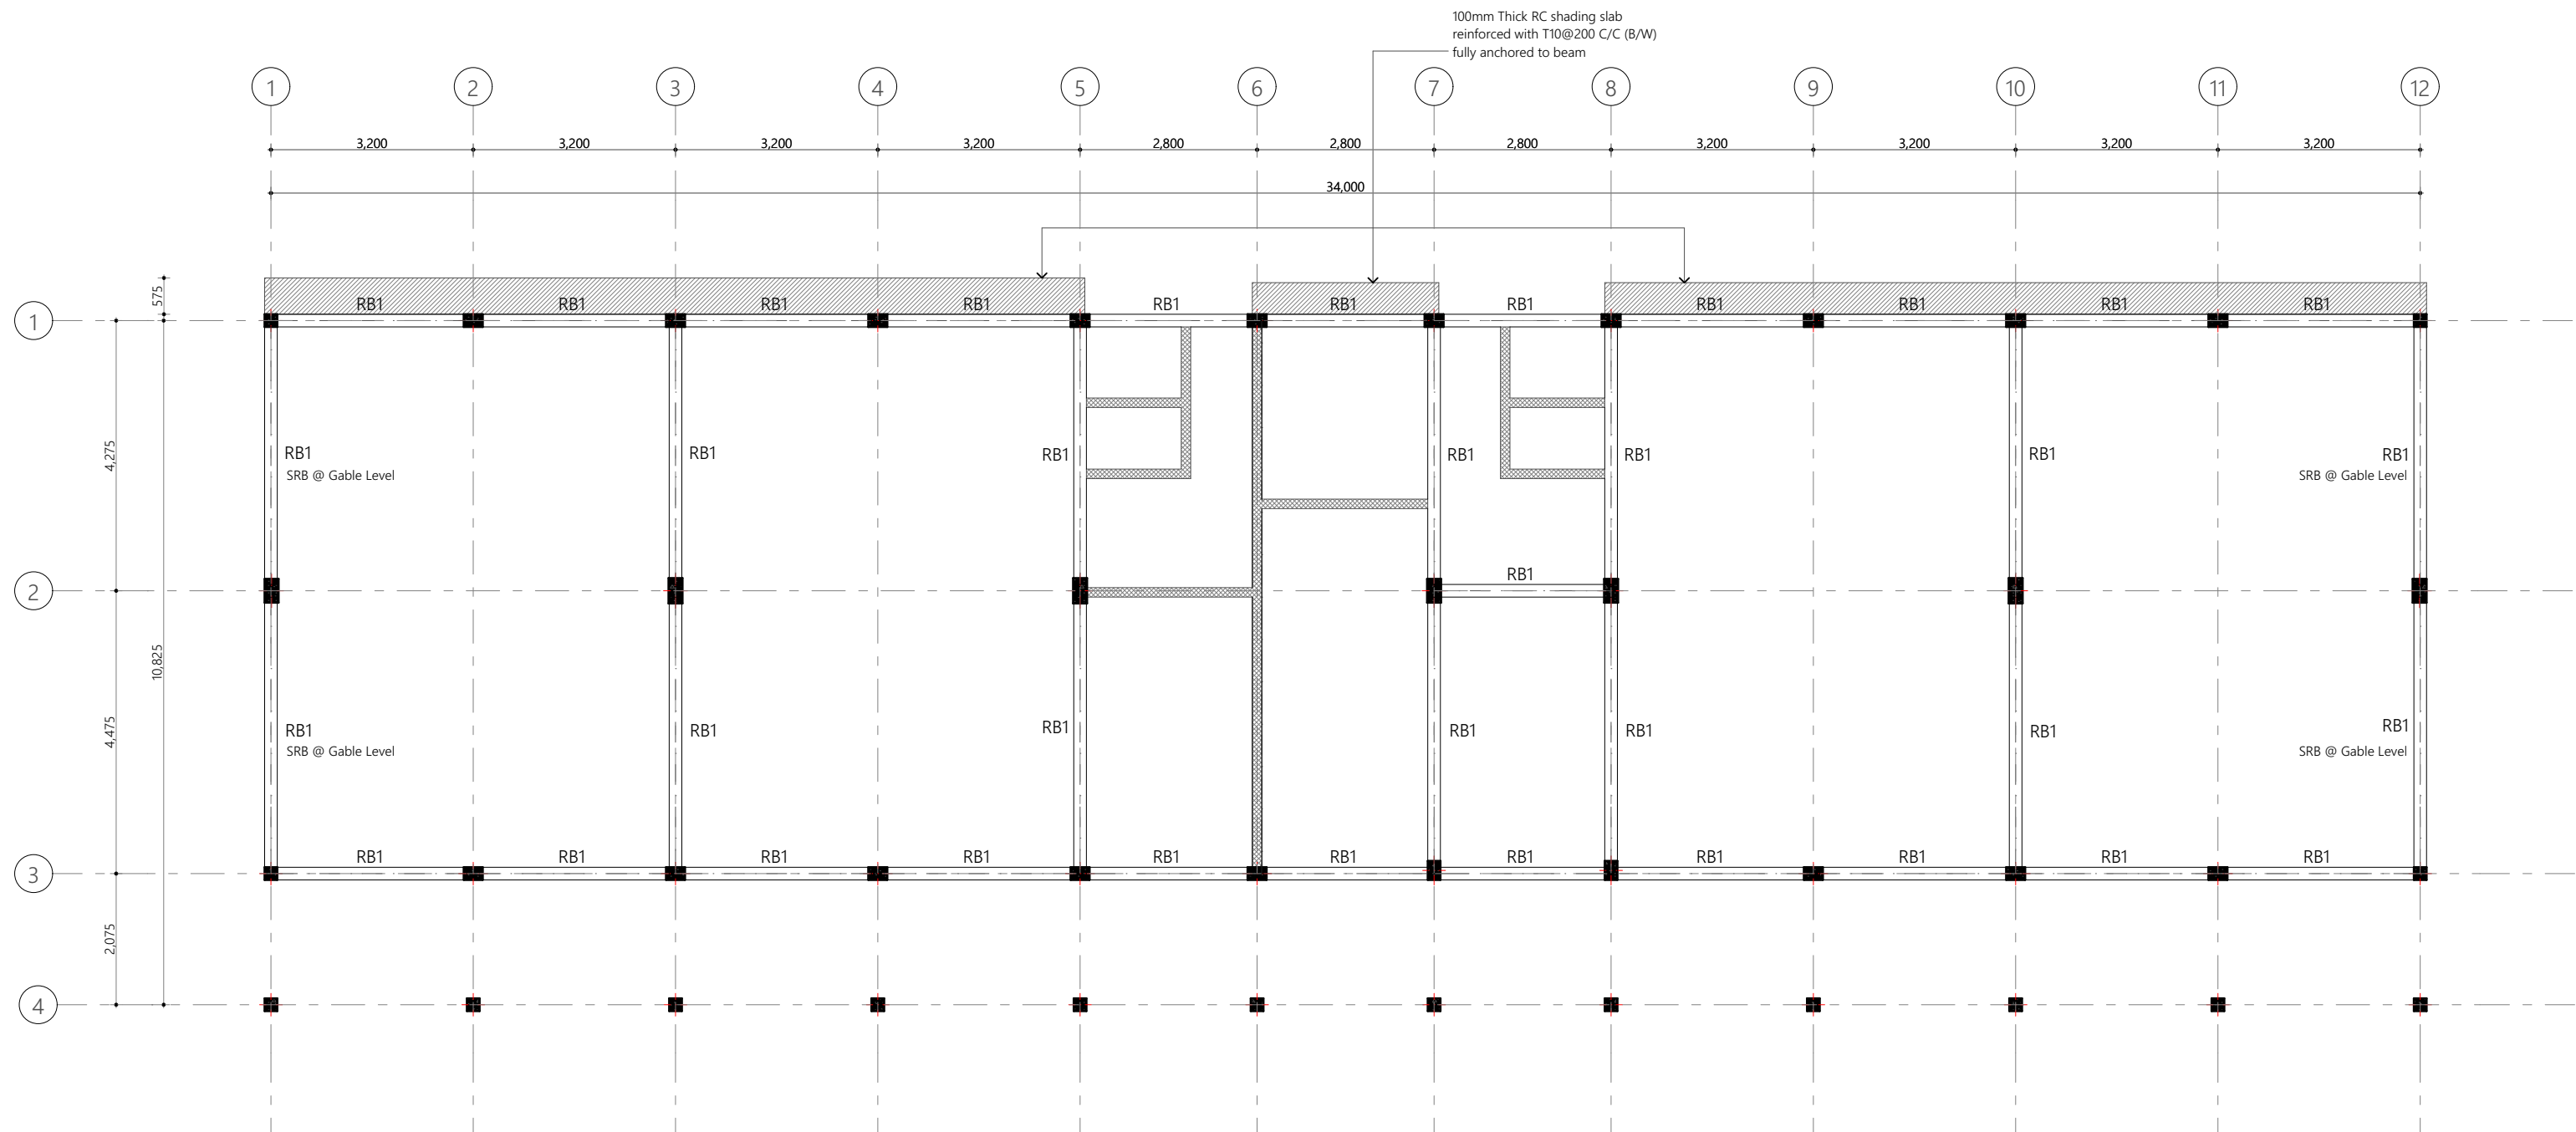 100mm Thick RC shading slab
reinforced with T10@200 C/C (B/W)
fully anchored to beam
1 2 3 4 5 6 7 8 9 10 11 12
3,200 3,200 3,200 3,200 2,800 2,800 2,800 3,200 3,200 3,200 3,200
34,000
575
RB1 RB1 RB1 RB1 RB1 RB1 RB1 RB1 RB1 RB1 RB1
1
4,275
RB1 RB1 RB1 RB1 RB1 RB1 RB1
SRB @ Gable Level SRB @ Gable Level
RB1
2
10,825
4,475
RB1 RB1 RB1 RB1 RB1 RB1 RB1
SRB @ Gable Level SRB @ Gable Level
RB1 RB1 RB1 RB1 RB1 RB1 RB1 RB1 RB1 RB1 RB1
3
2,075
4